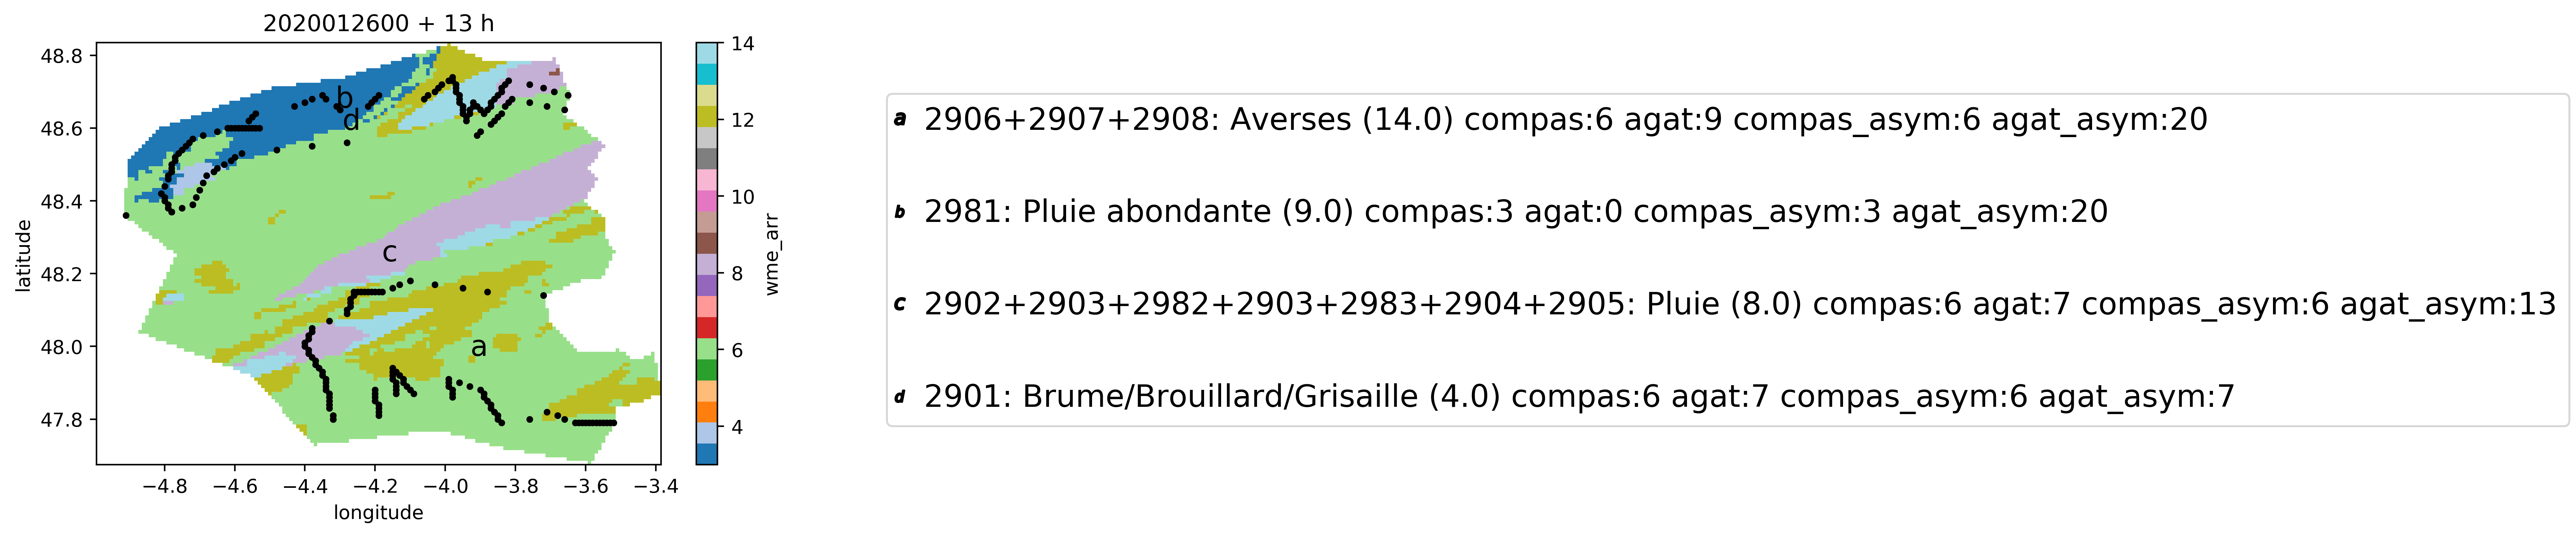 2020012600 + 13 h
48.8
48.6
48.4
48.2
48.0
47.8
latitude
−4.8 −4.6 −4.4 −4.2 −4.0 −3.8 −3.6 −3.4
longitude
b
d
c
a
14
12
10
8
6
4
wme_arr
a 2906+2907+2908: Averses (14.0) compas:6 agat:9 compas_asym:6 agat_asym:20
b 2981: Pluie abondante (9.0) compas:3 agat:0 compas_asym:3 agat_asym:20
c 2902+2903+2982+2903+2983+2904+2905: Pluie (8.0) compas:6 agat:7 compas_asym:6 agat_asym:13
d 2901: Brume/Brouillard/Grisaille (4.0) compas:6 agat:7 compas_asym:6 agat_asym:7